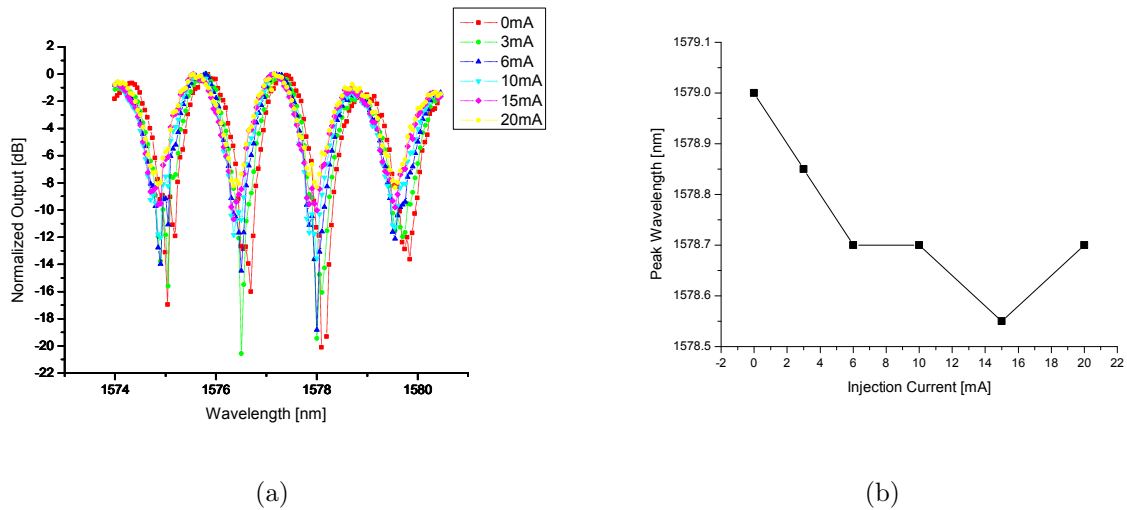 0mA
3mA
6mA
10mA
15mA
20mA
2
0
-2
-4
-6
-8
-10
-12
-14
-16
-18
-20
-22
Normalized Output [dB]
1574 1576 1578 1580
Wavelength [nm]
(a)
1579.1
1579.0
1578.9
1578.8
1578.7
1578.6
1578.5
Peak Wavelength [nm]
-2 0 2 4 6 8 10 12 14 16 18 20 22
Injection Current [mA]
(b)